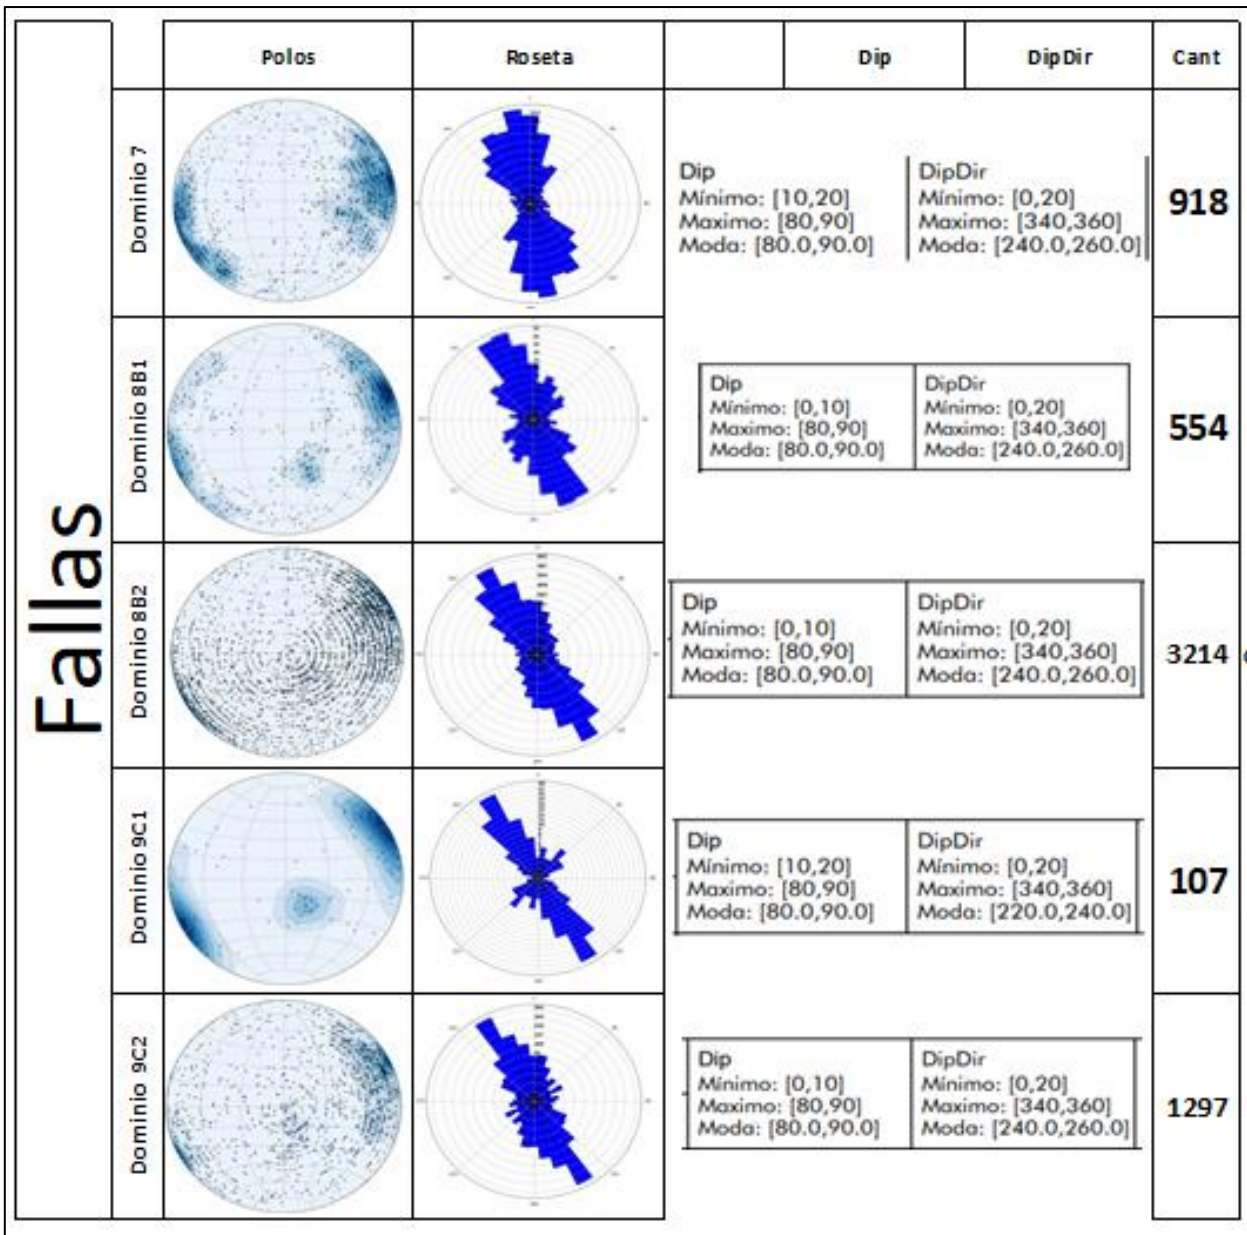 Polos Roseta Dip DipDir Cant
Fallas
Dominio 7
Dip
Mínimo: [10,20]
Maximo: [80,90]
Moda: [80.0,90.0]
DipDir
Mínimo: [0,20]
Maximo: [340,360]
Moda: [240.0,260.0]
918
Dominio 8B1
Dip
Mínimo: [0,10]
Maximo: [80,90]
Moda: [80.0,90.0]
DipDir
Mínimo: [0,20]
Maximo: [340,360]
Moda: [240.0,260.0]
554
Dominio 8B2
Dip
Mínimo: [0,10]
Maximo: [80,90]
Moda: [80.0,90.0]
DipDir
Mínimo: [0,20]
Maximo: [340,360]
Moda: [240.0,260.0]
3214
Dominio 9C1
Dip
Mínimo: [10,20]
Maximo: [80,90]
Moda: [80.0,90.0]
DipDir
Mínimo: [0,20]
Maximo: [340,360]
Moda: [220.0,240.0]
107
Dominio 9C2
Dip
Mínimo: [0,10]
Maximo: [80,90]
Moda: [80.0,90.0]
DipDir
Mínimo: [0,20]
Maximo: [340,360]
Moda: [240.0,260.0]
1297